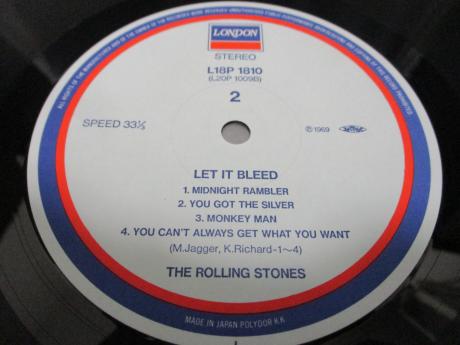 LONDON
STEREO
L18P 1810
(L20P 1009B)
2
SPEED 33⅓
℗1969
LET IT BLEED
1. MIDNIGHT RAMBLER
2. YOU GOT THE SILVER
3. MONKEY MAN
4. YOU CAN'T ALWAYS GET WHAT YOU WANT
(M.Jagger, K.Richard-1~4)
THE ROLLING STONES
MADE IN JAPAN POLYDOR K.K.